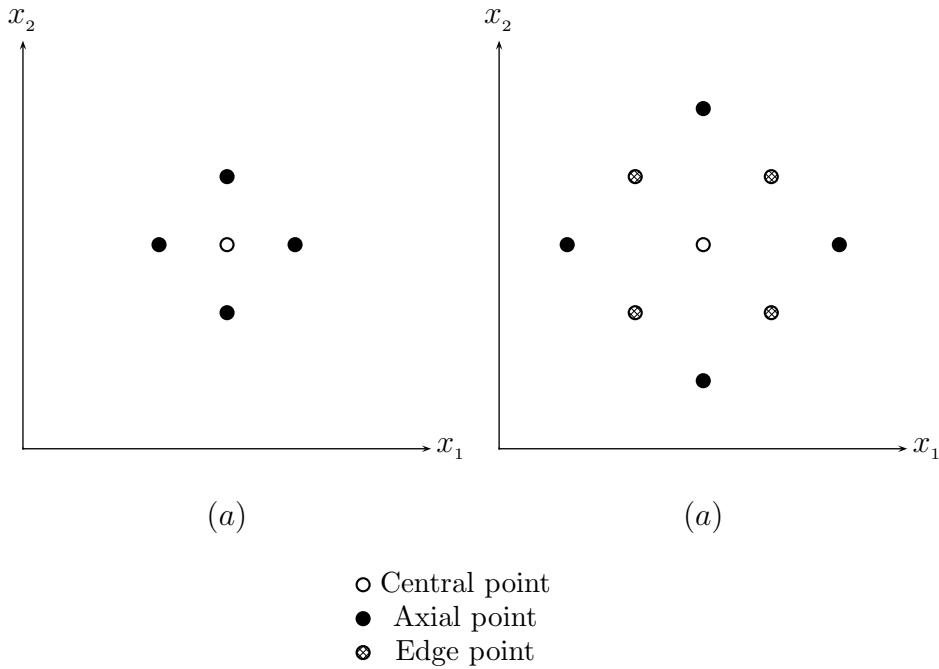 x₂
x₂
x₁
x₁
(a)
(a)
Central point
Axial point
Edge point